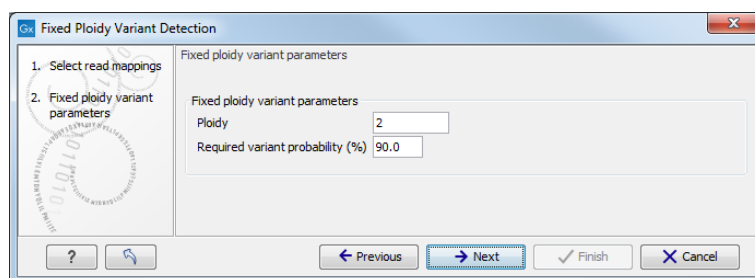 Gx Fixed Ploidy Variant Detection X
1. Select read mappings
2. Fixed ploidy variant
parameters
Fixed ploidy variant parameters
Fixed ploidy variant parameters
Ploidy 2
Required variant probability (%) 90.0
? Previous Next Finish Cancel